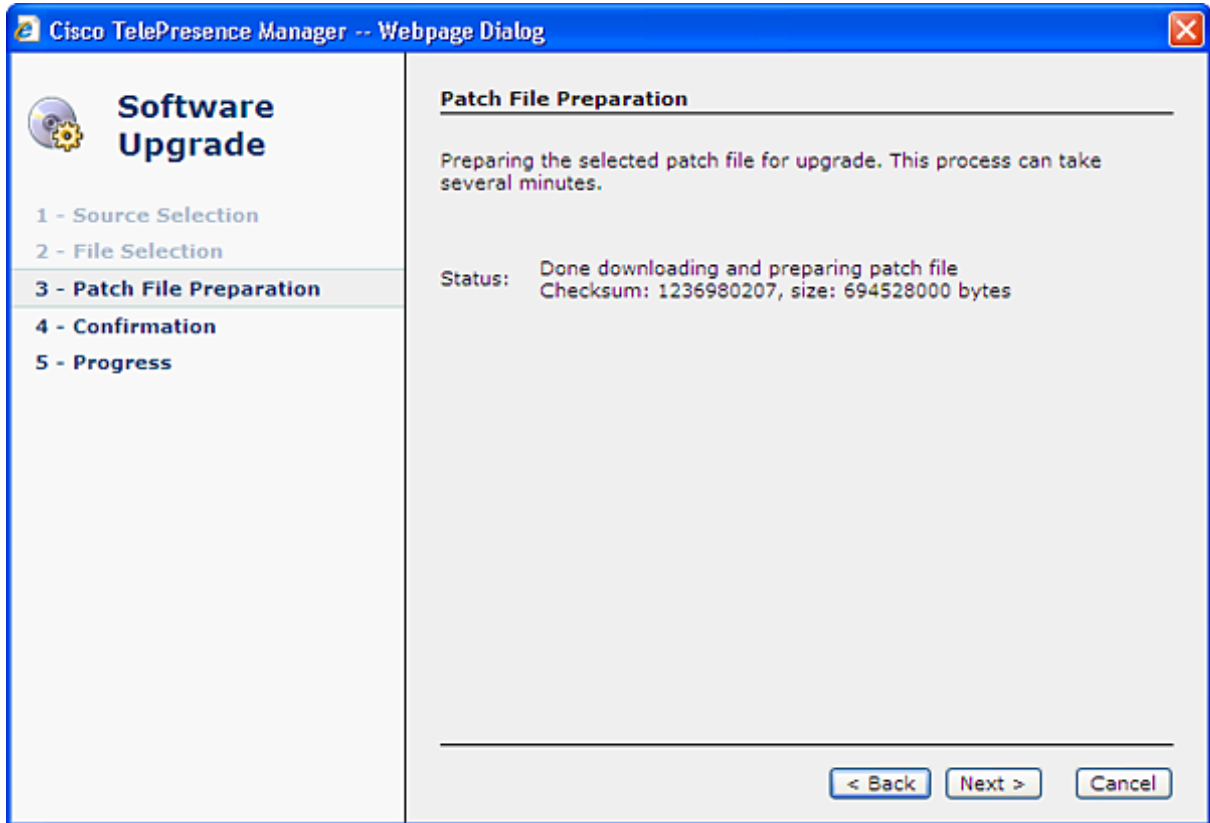 Cisco TelePresence Manager -- Webpage Dialog
Software
Upgrade
1 - Source Selection
2 - File Selection
3 - Patch File Preparation
4 - Confirmation
5 - Progress
Patch File Preparation
Preparing the selected patch file for upgrade. This process can take
several minutes.
Status:
Done downloading and preparing patch file
Checksum: 1236980207, size: 694528000 bytes
< Back
Next >
Cancel